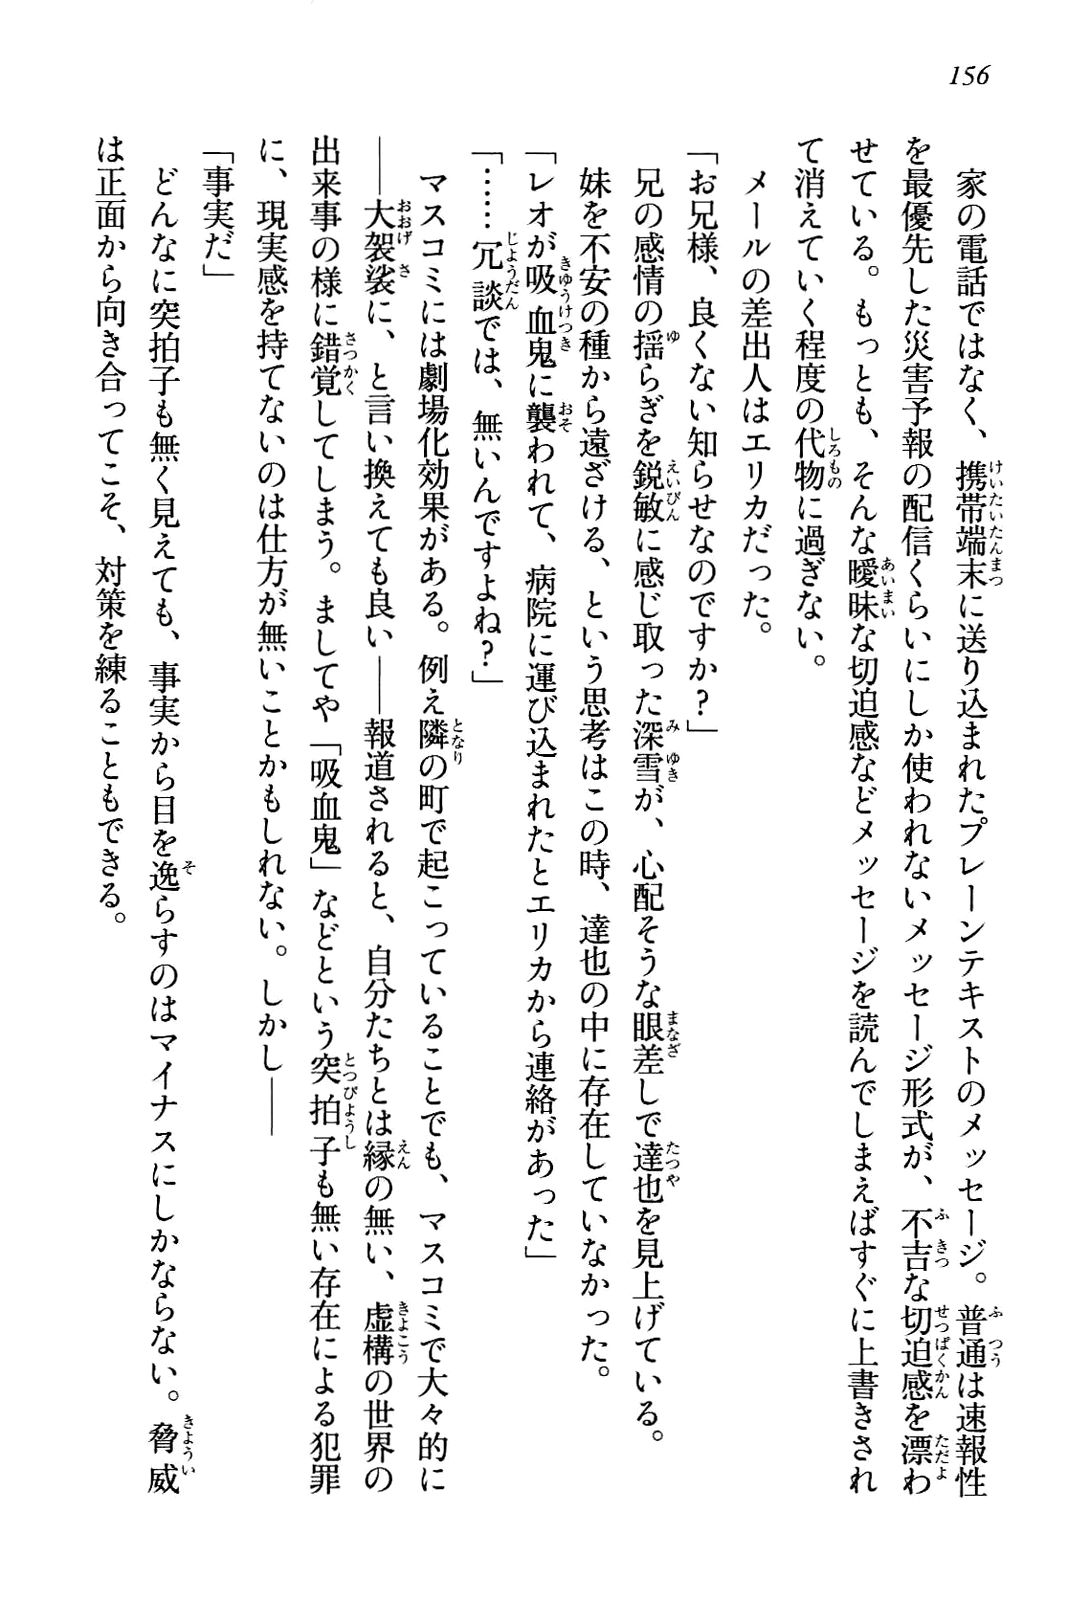 156
家の電話ではなく、携帯端末に送り込まれたプレーンテキストのメッセージ。普通は速報性
を最優先した災害予報の配信くらいにしか使われないメッセージ形式が、不吉な切迫感を漂わ
せている。もっとも、そんな曖昧な切迫感などメッセージを読んでしまえばすぐに上書きされ
て消えていく程度の代物に過ぎない。
メールの差出人はエリカだった。
「お兄様、良くない知らせなのですか？」
兄の感情の揺らぎを鋭敏に感じ取った深雪が、心配そうな眼差しで達也を見上げている。
妹を不安の種から遠ざける、という思考はこの時、達也の中に存在していなかった。
「レオが吸血鬼に襲われて、病院に運び込まれたとエリカから連絡があった」
「……冗談では、無いんですよね？」
マスコミには劇場化効果がある。例え隣の町で起こっていることでも、マスコミで大々的に
――大袈裟に、と言い換えても良い――報道されると、自分たちとは縁の無い、虚構の世界の
出来事の様に錯覚してしまう。ましてや「吸血鬼」などという突拍子も無い存在による犯罪
に、現実感を持てないのは仕方が無いことかもしれない。しかし――
「事実だ」
どんなに突拍子も無く見えても、事実から目を逸らすのはマイナスにしかならない。脅威
は正面から向き合ってこそ、対策を練ることもできる。